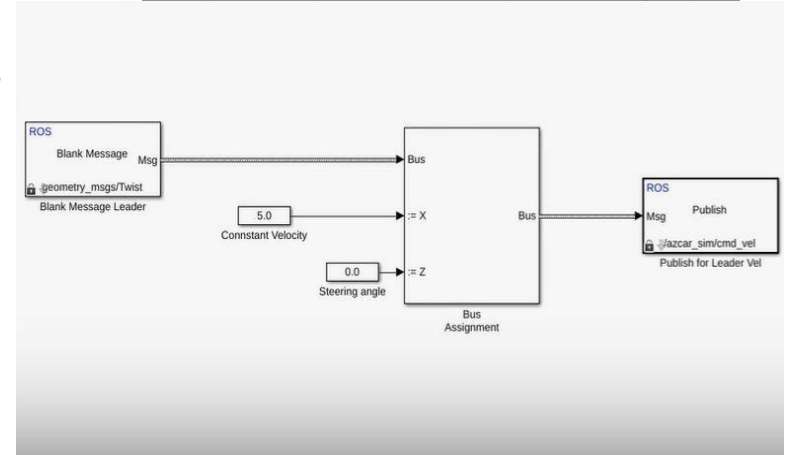 ROS
Blank Message
Msg
geometry_msgs/Twist
Blank Message Leader
5.0
Connstant Velocity
0.0
Steering angle
Bus
:= X
:= Z
Bus
Bus
Assignment
ROS
Publish
Msg
/azcar_sim/cmd_vel
Publish for Leader Vel